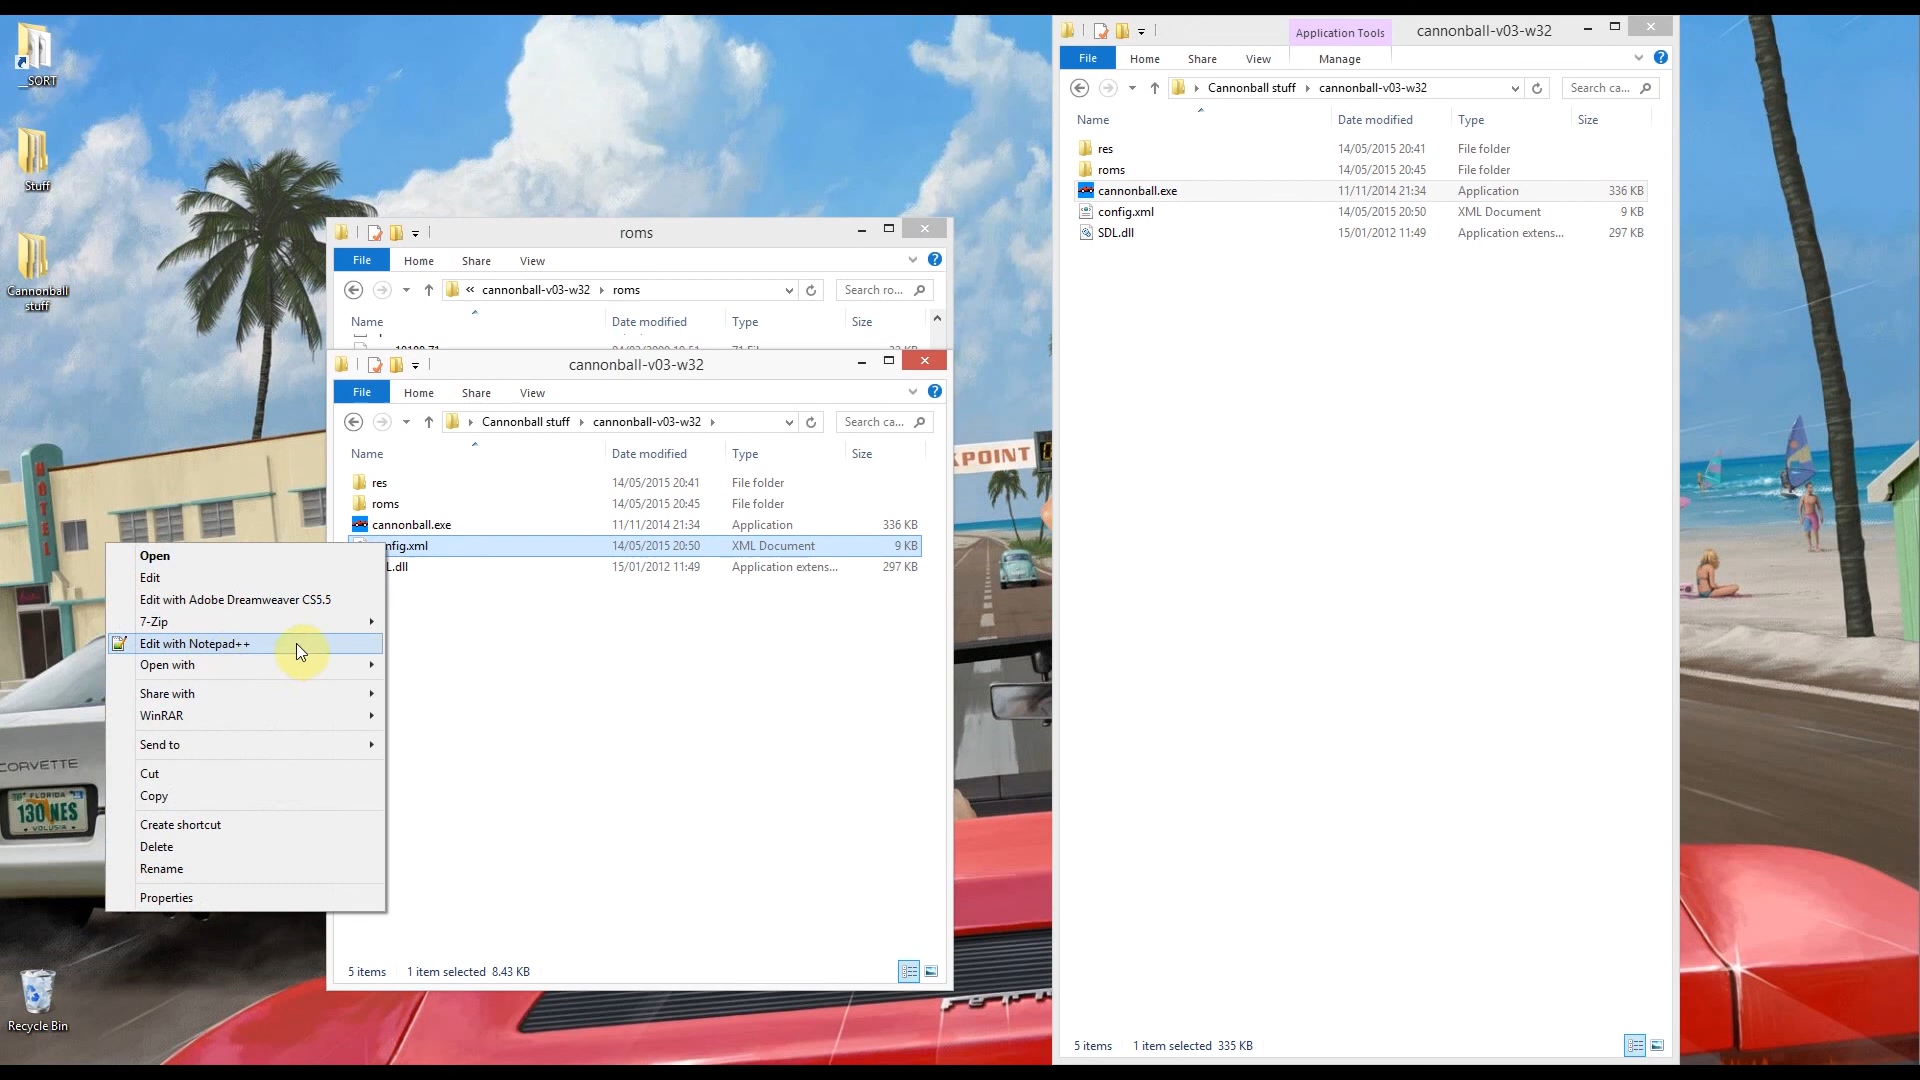 __SORT
Stuff
Cannonball
stuff
Recycle Bin
MOTEL
CORVETTE
FLORIDA
130 NES
VOLUSIA
KPOINT
roms
File
Home
Share
View
cannonball-v03-w32
roms
Search ro...
Name
Date modified
Type
Size
cannonball-v03-w32
File
Home
Share
View
Cannonball stuff
cannonball-v03-w32
Search ca...
Name
Date modified
Type
Size
res 14/05/2015 20:41 File folder
roms 14/05/2015 20:45 File folder
cannonball.exe 11/11/2014 21:34 Application 336 KB
nfig.xml 14/05/2015 20:50 XML Document 9 KB
L.dll 15/01/2012 11:49 Application extens... 297 KB
5 items 1 item selected 8.43 KB
Open
Edit
Edit with Adobe Dreamweaver CS5.5
7-Zip
Edit with Notepad++
Open with
Share with
WinRAR
Send to
Cut
Copy
Create shortcut
Delete
Rename
Properties
Application Tools
cannonball-v03-w32
File
Home
Share
View
Manage
Cannonball stuff
cannonball-v03-w32
Search ca...
Name
Date modified
Type
Size
res 14/05/2015 20:41 File folder
roms 14/05/2015 20:45 File folder
cannonball.exe 11/11/2014 21:34 Application 336 KB
config.xml 14/05/2015 20:50 XML Document 9 KB
SDL.dll 15/01/2012 11:49 Application extens... 297 KB
5 items 1 item selected 335 KB